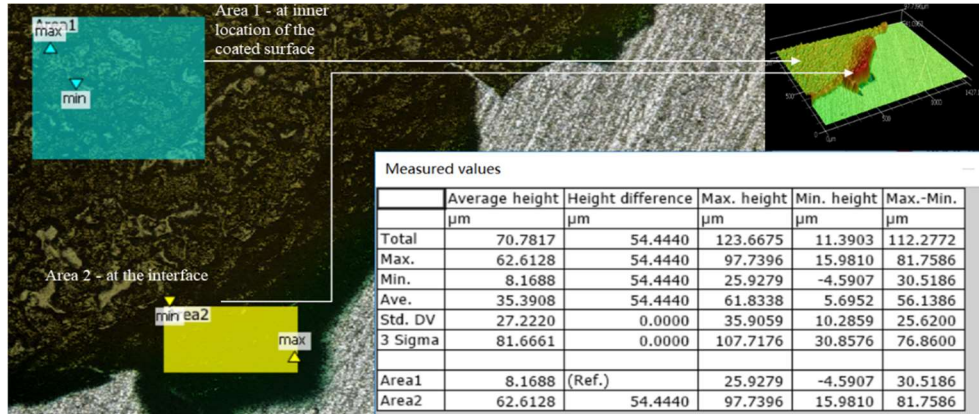 Area1
max
min
Area 1 - at inner
location of the
coated surface
Area 2 - at the interface
min
ea2
max
500
0µm
500
1000
Measured values
Average height Height difference Max. height Min. height Max.-Min.
µm µm µm µm µm
Total 70.7817 54.4440 123.6675 11.3903 112.2772
Max. 62.6128 54.4440 97.7396 15.9810 81.7586
Min. 8.1688 54.4440 25.9279 -4.5907 30.5186
Ave. 35.3908 54.4440 61.8338 5.6952 56.1386
Std. DV 27.2220 0.0000 35.9059 10.2859 25.6200
3 Sigma 81.6661 0.0000 107.7176 30.8576 76.8600
Area1 8.1688 (Ref.) 25.9279 -4.5907 30.5186
Area2 62.6128 54.4440 97.7396 15.9810 81.7586